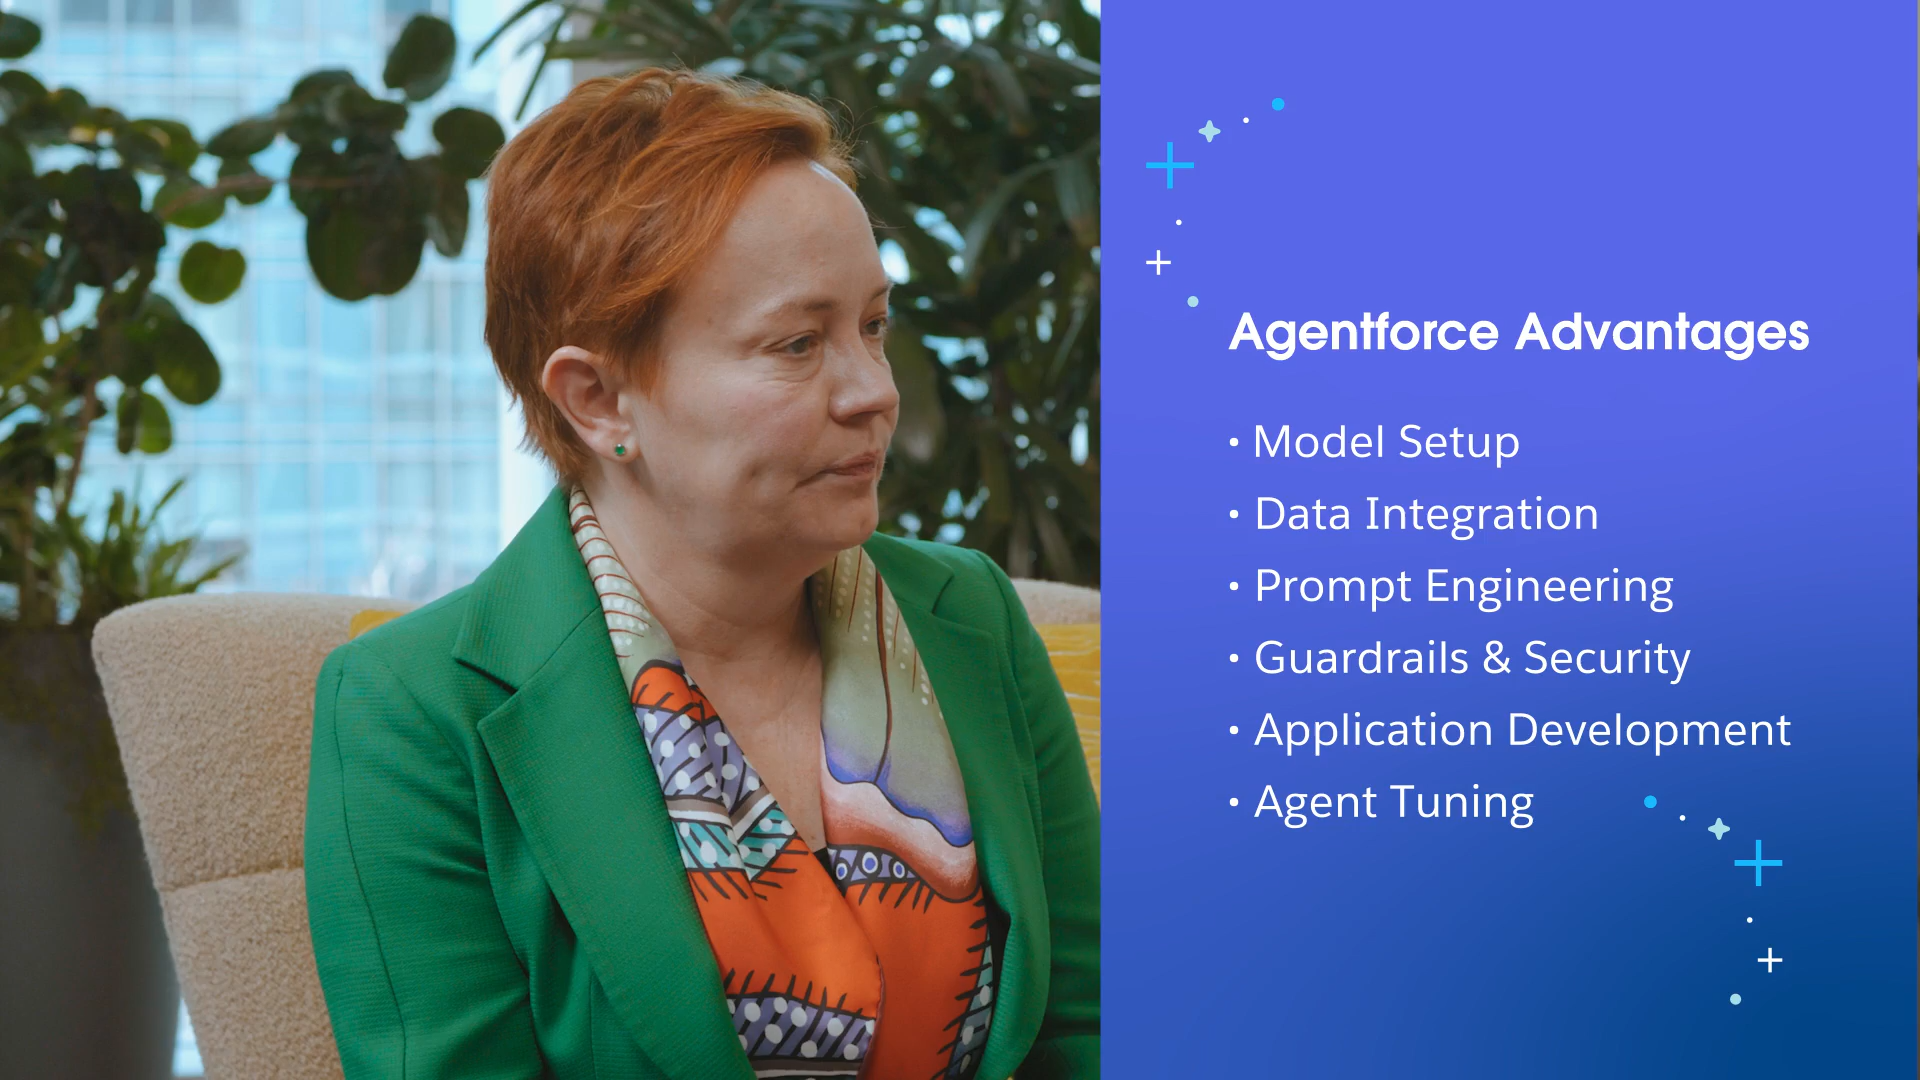 Agentforce Advantages
• Model Setup
• Data Integration
• Prompt Engineering
• Guardrails & Security
• Application Development
• Agent Tuning